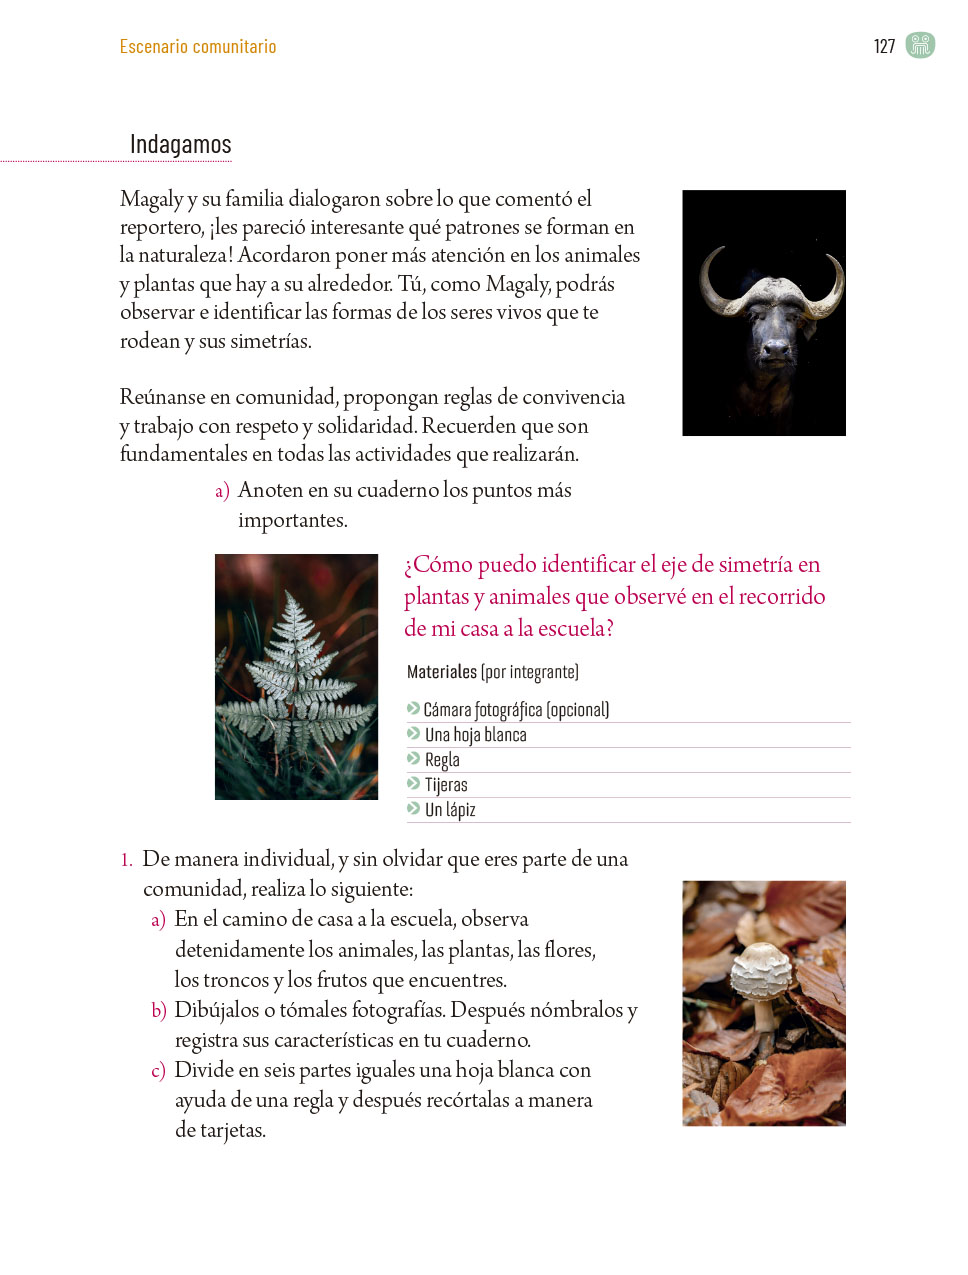 Escenario comunitario
127
Indagamos
Magaly y su familia dialogaron sobre lo que comentó el
reportero, ¡les pareció interesante qué patrones se forman en
la naturaleza! Acordaron poner más atención en los animales
y plantas que hay a su alrededor. Tú, como Magaly, podrás
observar e identificar las formas de los seres vivos que te
rodean y sus simetrías.
Reúnanse en comunidad, propongan reglas de convivencia
y trabajo con respeto y solidaridad. Recuerden que son
fundamentales en todas las actividades que realizarán.
a) Anoten en su cuaderno los puntos más
importantes.
¿Cómo puedo identificar el eje de simetría en
plantas y animales que observé en el recorrido
de mi casa a la escuela?
Materiales (por integrante)
Cámara fotográfica (opcional)
Una hoja blanca
Regla
Tijeras
Un lápiz
1. De manera individual, y sin olvidar que eres parte de una
comunidad, realiza lo siguiente:
a) En el camino de casa a la escuela, observa
detenidamente los animales, las plantas, las flores,
los troncos y los frutos que encuentres.
b) Dibújalos o tómales fotografías. Después nómbralos y
registra sus características en tu cuaderno.
c) Divide en seis partes iguales una hoja blanca con
ayuda de una regla y después recórtalas a manera
de tarjetas.